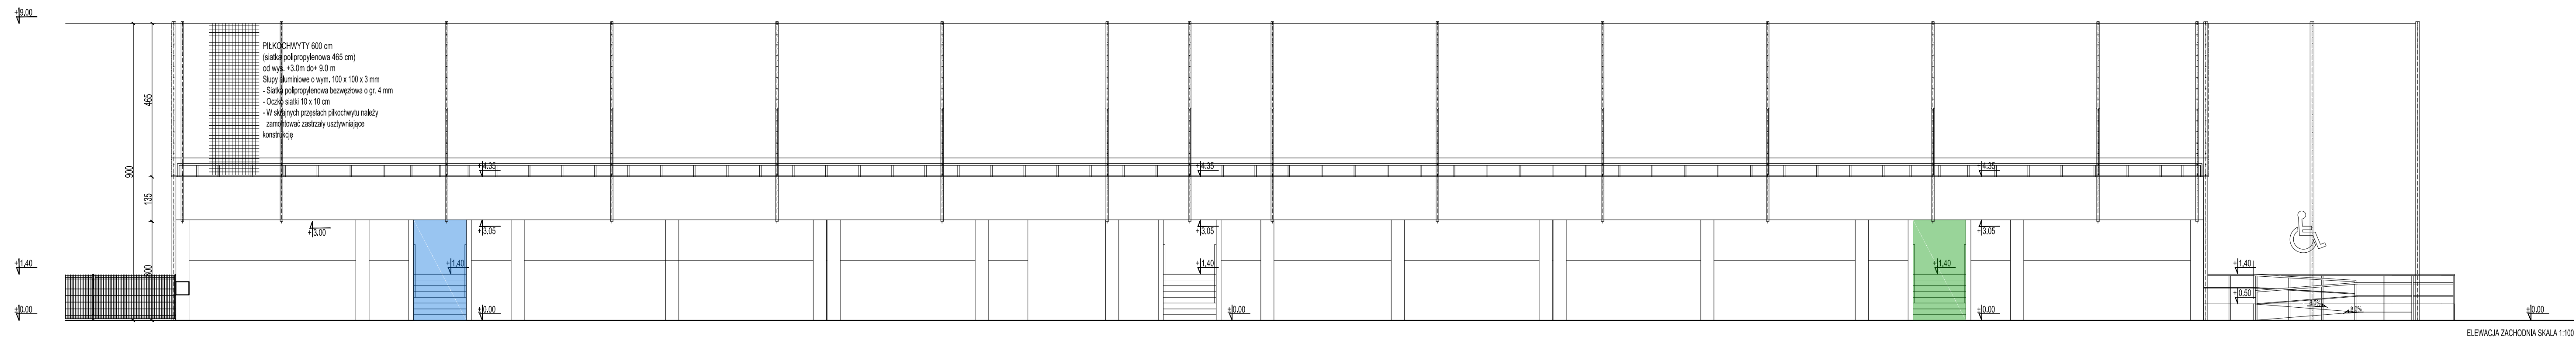 +9,00
PIŁKOCHWYTY 600 cm
(siatka polipropylenowa 465 cm)
od wys. +3.0m do+ 9.0 m
Słupy aluminiowe o wym. 100 x 100 x 3 mm
- Siatka polipropylenowa bezwęzłowa o gr. 4 mm
- Oczko siatki 10 x 10 cm
- W skrajnych przęsłach piłkochwytu należy
zamontować zastrzały usztywniające
konstrukcję
465
900
135
300
+4,35
+4,35
+4,35
+3,00
+3,05
+3,05
+3,05
+1,40
+1,40
+1,40
+1,40
+1,40
+0,50
+0,00
+0,00
+0,00
+0,00
+0,00
ELEWACJA ZACHODNIA SKALA 1:100